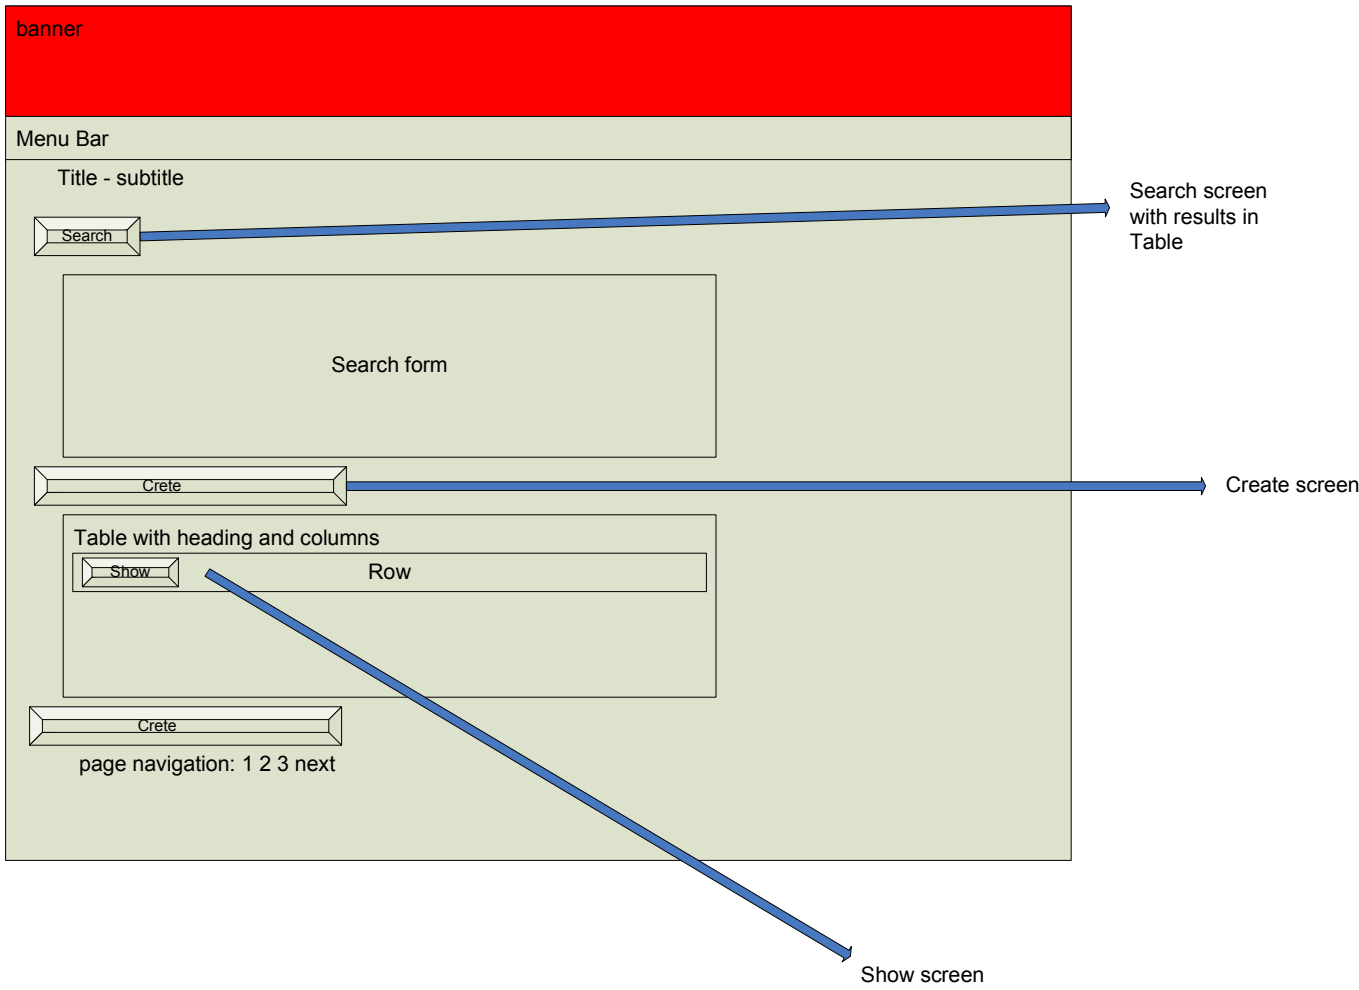 banner
Menu Bar
Title - subtitle
Search
Search screen
with results in
Table
Search form
Crete
Create screen
Table with heading and columns
Show
Row
Crete
page navigation: 1 2 3 next
Show screen